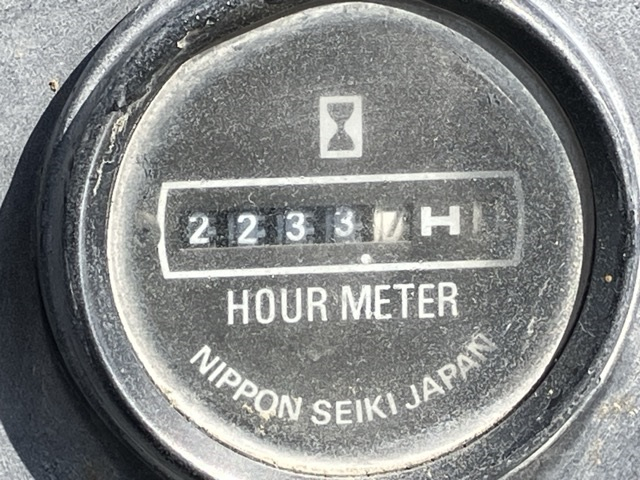 2233 H
HOUR METER
NIPPON SEIKI JAPAN